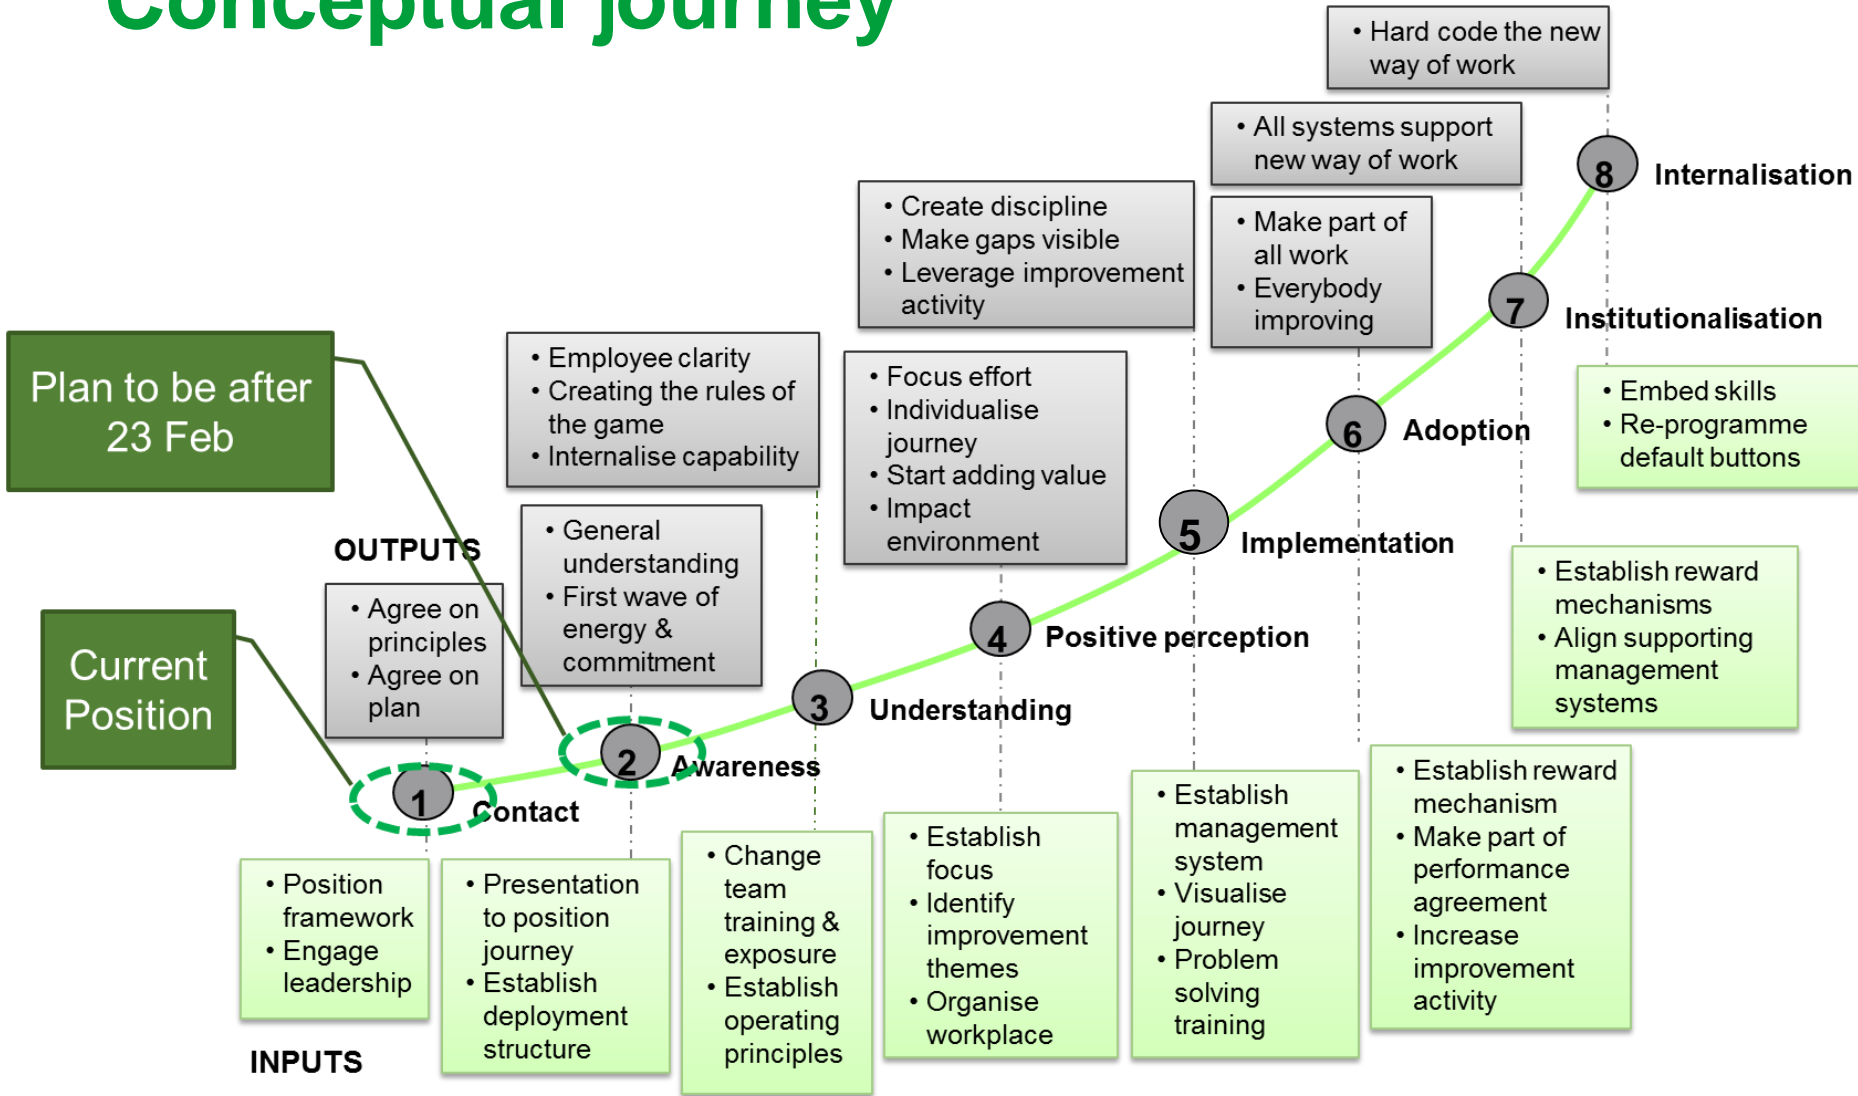 Conceptual journey
• Hard code the new
way of work
• All systems support
new way of work
8
Internalisation
• Create discipline
• Make gaps visible
• Leverage improvement
activity
• Make part of
all work
• Everybody
improving
7
Institutionalisation
Plan to be after
23 Feb
• Employee clarity
• Creating the rules of
the game
• Internalise capability
• Focus effort
• Individualise
journey
• Start adding value
• Impact
environment
6
Adoption
• Embed skills
• Re-programme
default buttons
OUTPUTS
• General
understanding
• First wave of
energy &
commitment
5
Implementation
• Establish reward
mechanisms
• Align supporting
management
systems
Current
Position
• Agree on
principles
• Agree on
plan
4
Positive perception
3
Understanding
2
Awareness
1
Contact
• Position
framework
• Engage
leadership
• Presentation
to position
journey
• Establish
deployment
structure
• Change
team
training &
exposure
• Establish
operating
principles
• Establish
focus
• Identify
improvement
themes
• Organise
workplace
• Establish
management
system
• Visualise
journey
• Problem
solving
training
• Establish reward
mechanism
• Make part of
performance
agreement
• Increase
improvement
activity
INPUTS